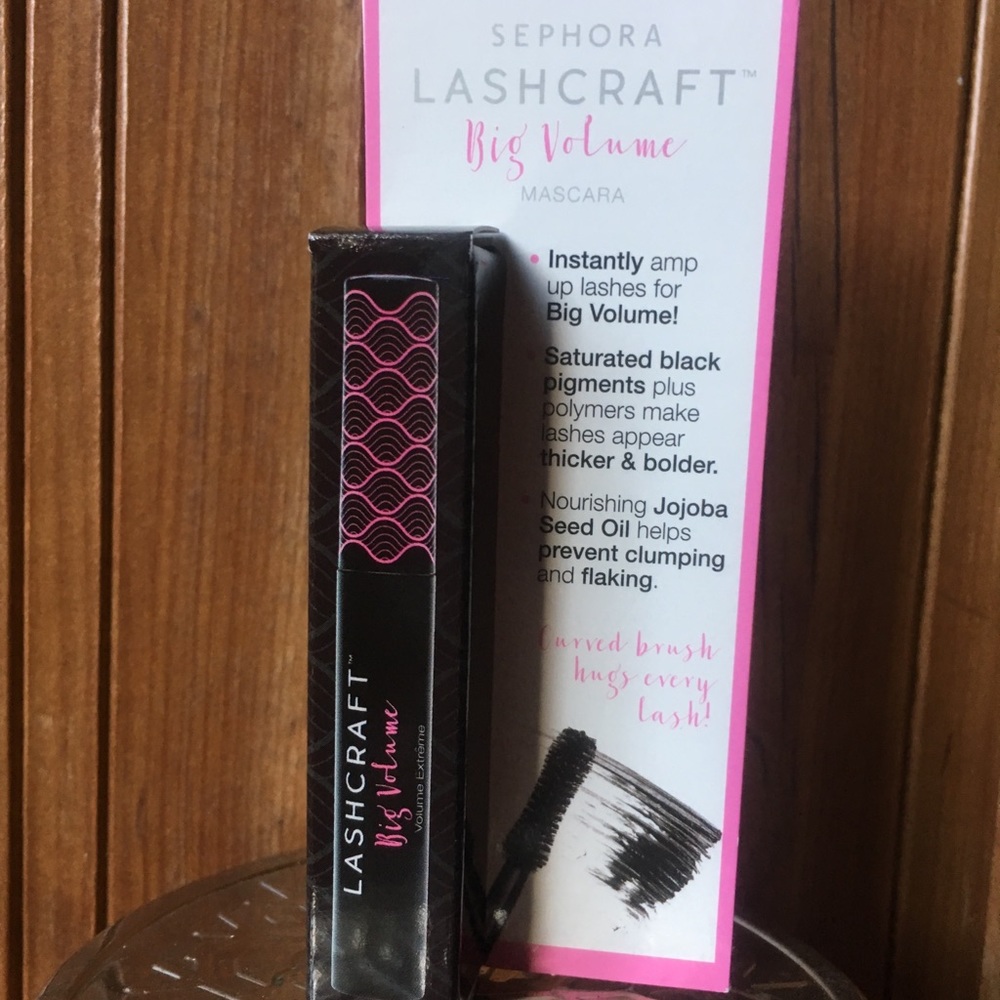 SEPHORA
LASHCRAFT™
Big Volume
MASCARA
• Instantly amp
up lashes for
Big Volume!
Saturated black
pigments plus
polymers make
lashes appear
thicker & bolder.
• Nourishing Jojoba
Seed Oil helps
prevent clumping
and flaking.
Curved brush
hugs every
lash!
LASHCRAFT™
Big Volume
Volume Extrême